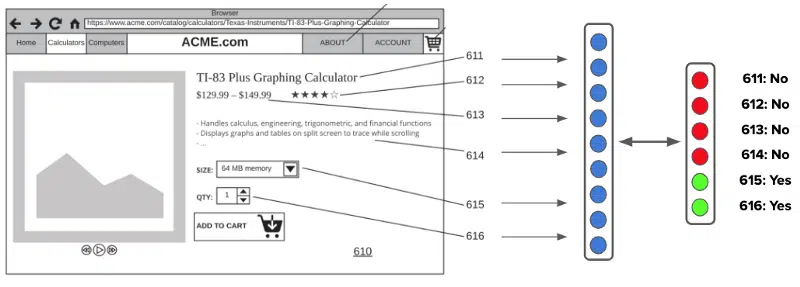 Browser
https://www.acme.com/catalog/calculators/Texas-Instruments/TI-83-Plus-Graphing-Calculator
Home Calculators Computers ACME.com ABOUT ACCOUNT
TI-83 Plus Graphing Calculator
$129.99 – $149.99 ★★★★☆
- Handles calculus, engineering, trigonometric, and financial functions
- Displays graphs and tables on split screen to trace while scrolling
- ...
SIZE: 64 MB memory
QTY: 1
ADD TO CART
610
611
612
613
614
615
616
611: No
612: No
613: No
614: No
615: Yes
616: Yes